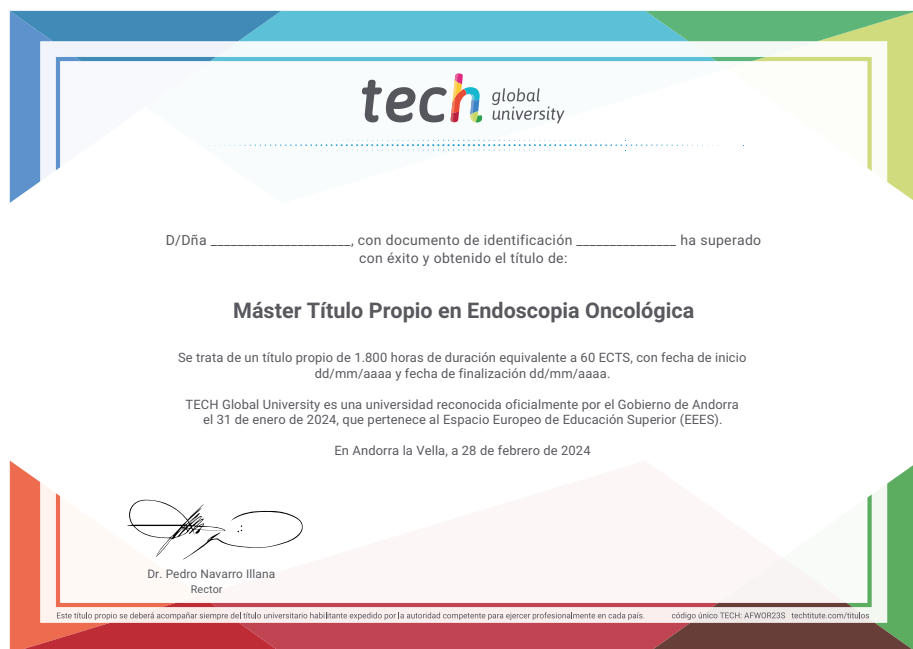 tech global
university
D/Dña _____________________, con documento de identificación _______________ ha superado
con éxito y obtenido el título de:
Máster Título Propio en Endoscopia Oncológica
Se trata de un título propio de 1.800 horas de duración equivalente a 60 ECTS, con fecha de inicio
dd/mm/aaaa y fecha de finalización dd/mm/aaaa.
TECH Global University es una universidad reconocida oficialmente por el Gobierno de Andorra
el 31 de enero de 2024, que pertenece al Espacio Europeo de Educación Superior (EEES).
En Andorra la Vella, a 28 de febrero de 2024
Dr. Pedro Navarro Illana
Rector
Este título propio se deberá acompañar siempre del título universitario habilitante expedido por la autoridad competente para ejercer profesionalmente en cada país. código único TECH: AFWOR23S techtitute.com/titulos